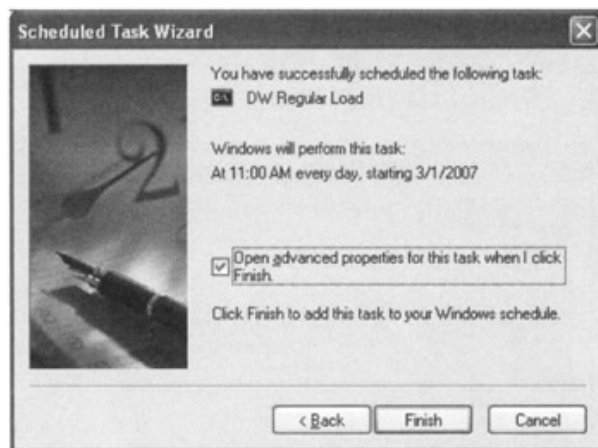 Scheduled Task Wizard
You have successfully scheduled the following task:
DW Regular Load
Windows will perform this task:
At 11:00 AM every day, starting 3/1/2007
Open advanced properties for this task when I click
Finish.
Click Finish to add this task to your Windows schedule.
< Back Finish Cancel